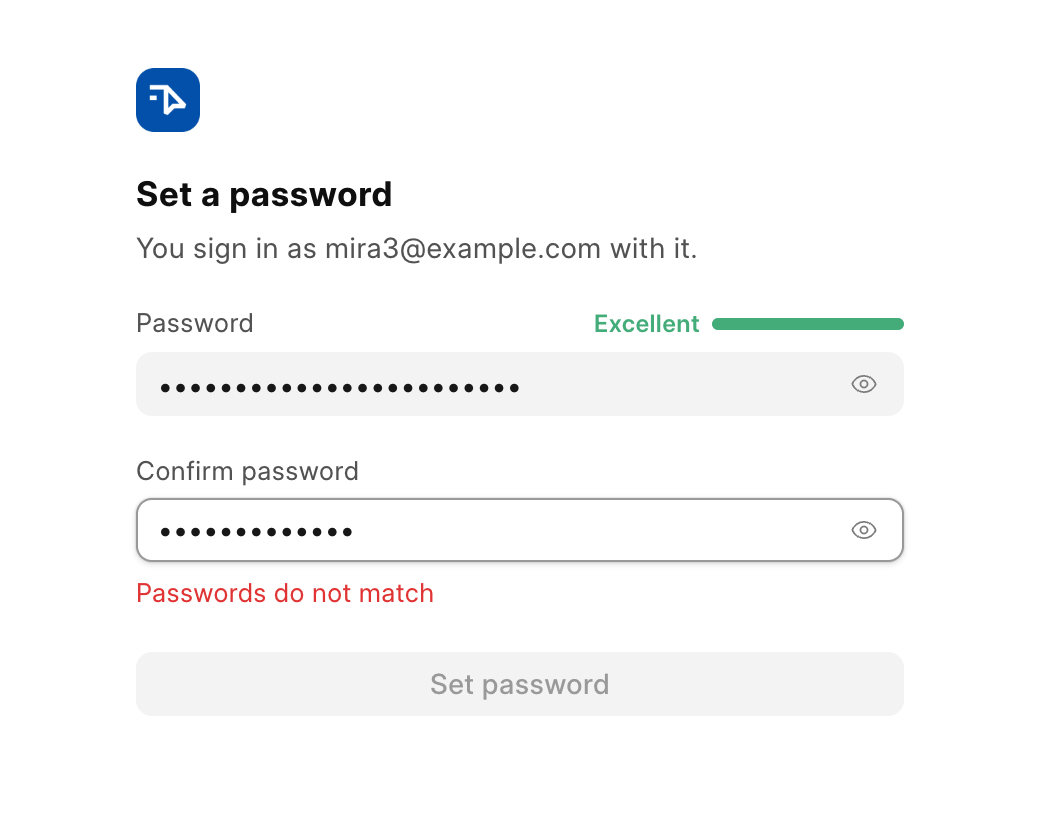 Set a password
You sign in as mira3@example.com with it.
Password
Excellent
••••••••••••••••••••••••
Confirm password
•••••••••••••
Passwords do not match
Set password